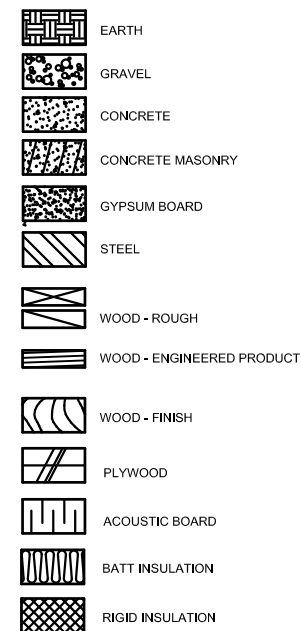 EARTH
GRAVEL
CONCRETE
CONCRETE MASONRY
GYPSUM BOARD
STEEL
WOOD - ROUGH
WOOD - ENGINEERED PRODUCT
WOOD - FINISH
PLYWOOD
ACOUSTIC BOARD
BATT INSULATION
RIGID INSULATION